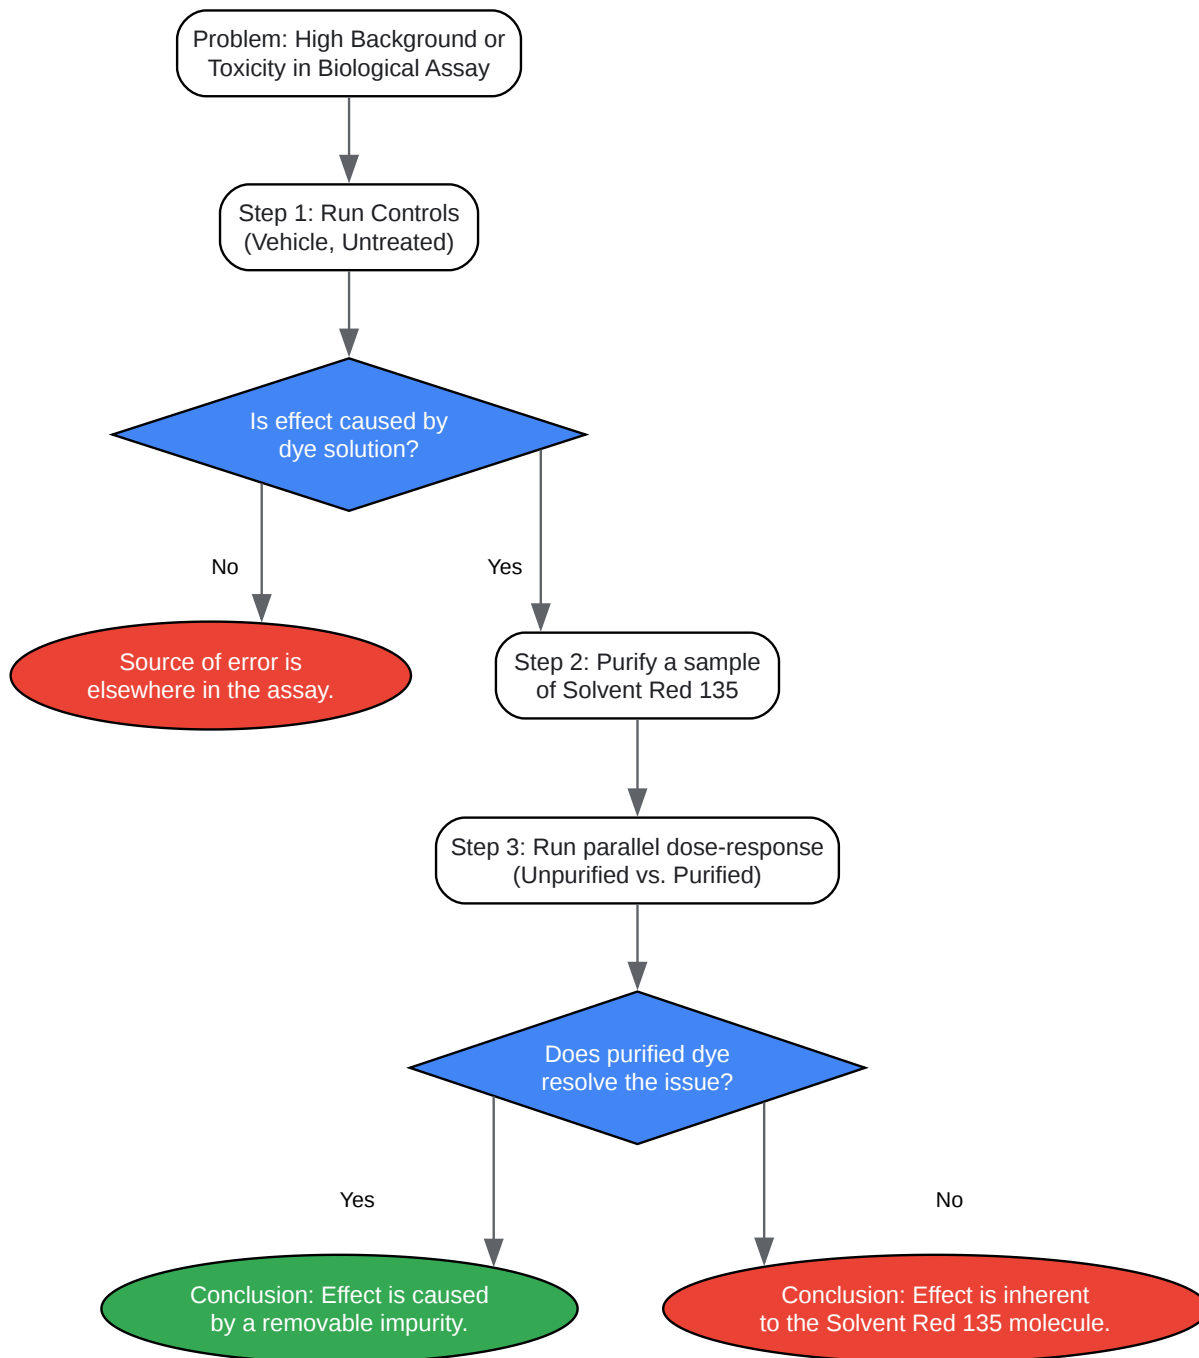 Problem: High Background or
Toxicity in Biological Assay
Step 1: Run Controls
(Vehicle, Untreated)
Is effect caused by
dye solution?
No
Yes
Source of error is
elsewhere in the assay.
Step 2: Purify a sample
of Solvent Red 135
Step 3: Run parallel dose-response
(Unpurified vs. Purified)
Does purified dye
resolve the issue?
Yes
No
Conclusion: Effect is caused
by a removable impurity.
Conclusion: Effect is inherent
to the Solvent Red 135 molecule.